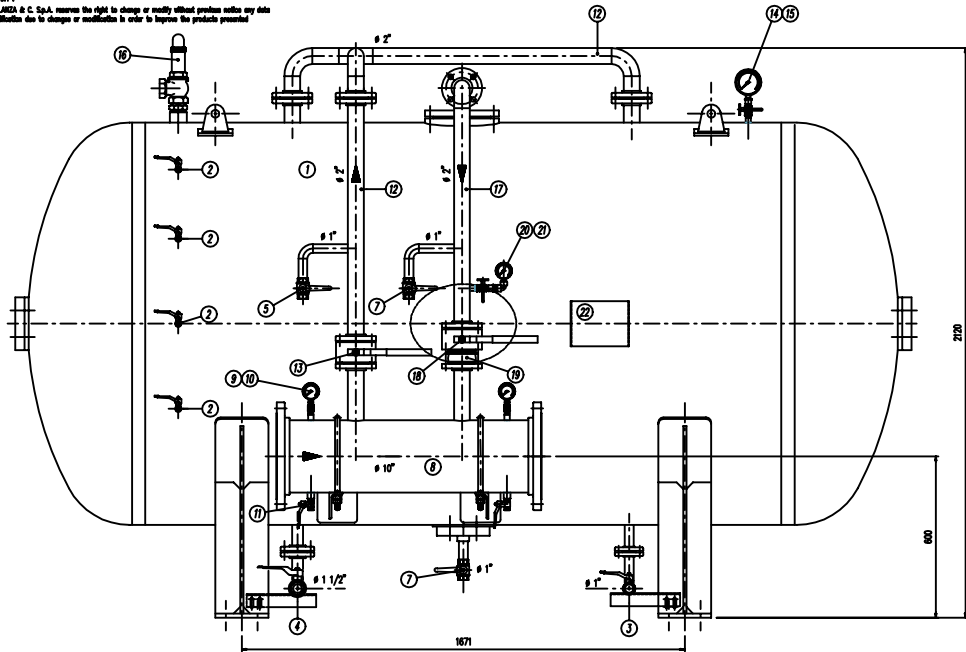 ANZA & C. S.p.A. reserves the right to change or modify without previous notice any data
ification due to changes or modification in order to improve the products presented
12
14 15
16
ø 2"
2
1
ø 2"
12
ø 2"
17
2
ø 1"
ø 1"
20 21
5
7
2
22
2120
13
18
19
9 10
2
ø 10"
8
11
600
7
ø 1"
ø 1 1/2"
ø 1"
4
3
1671